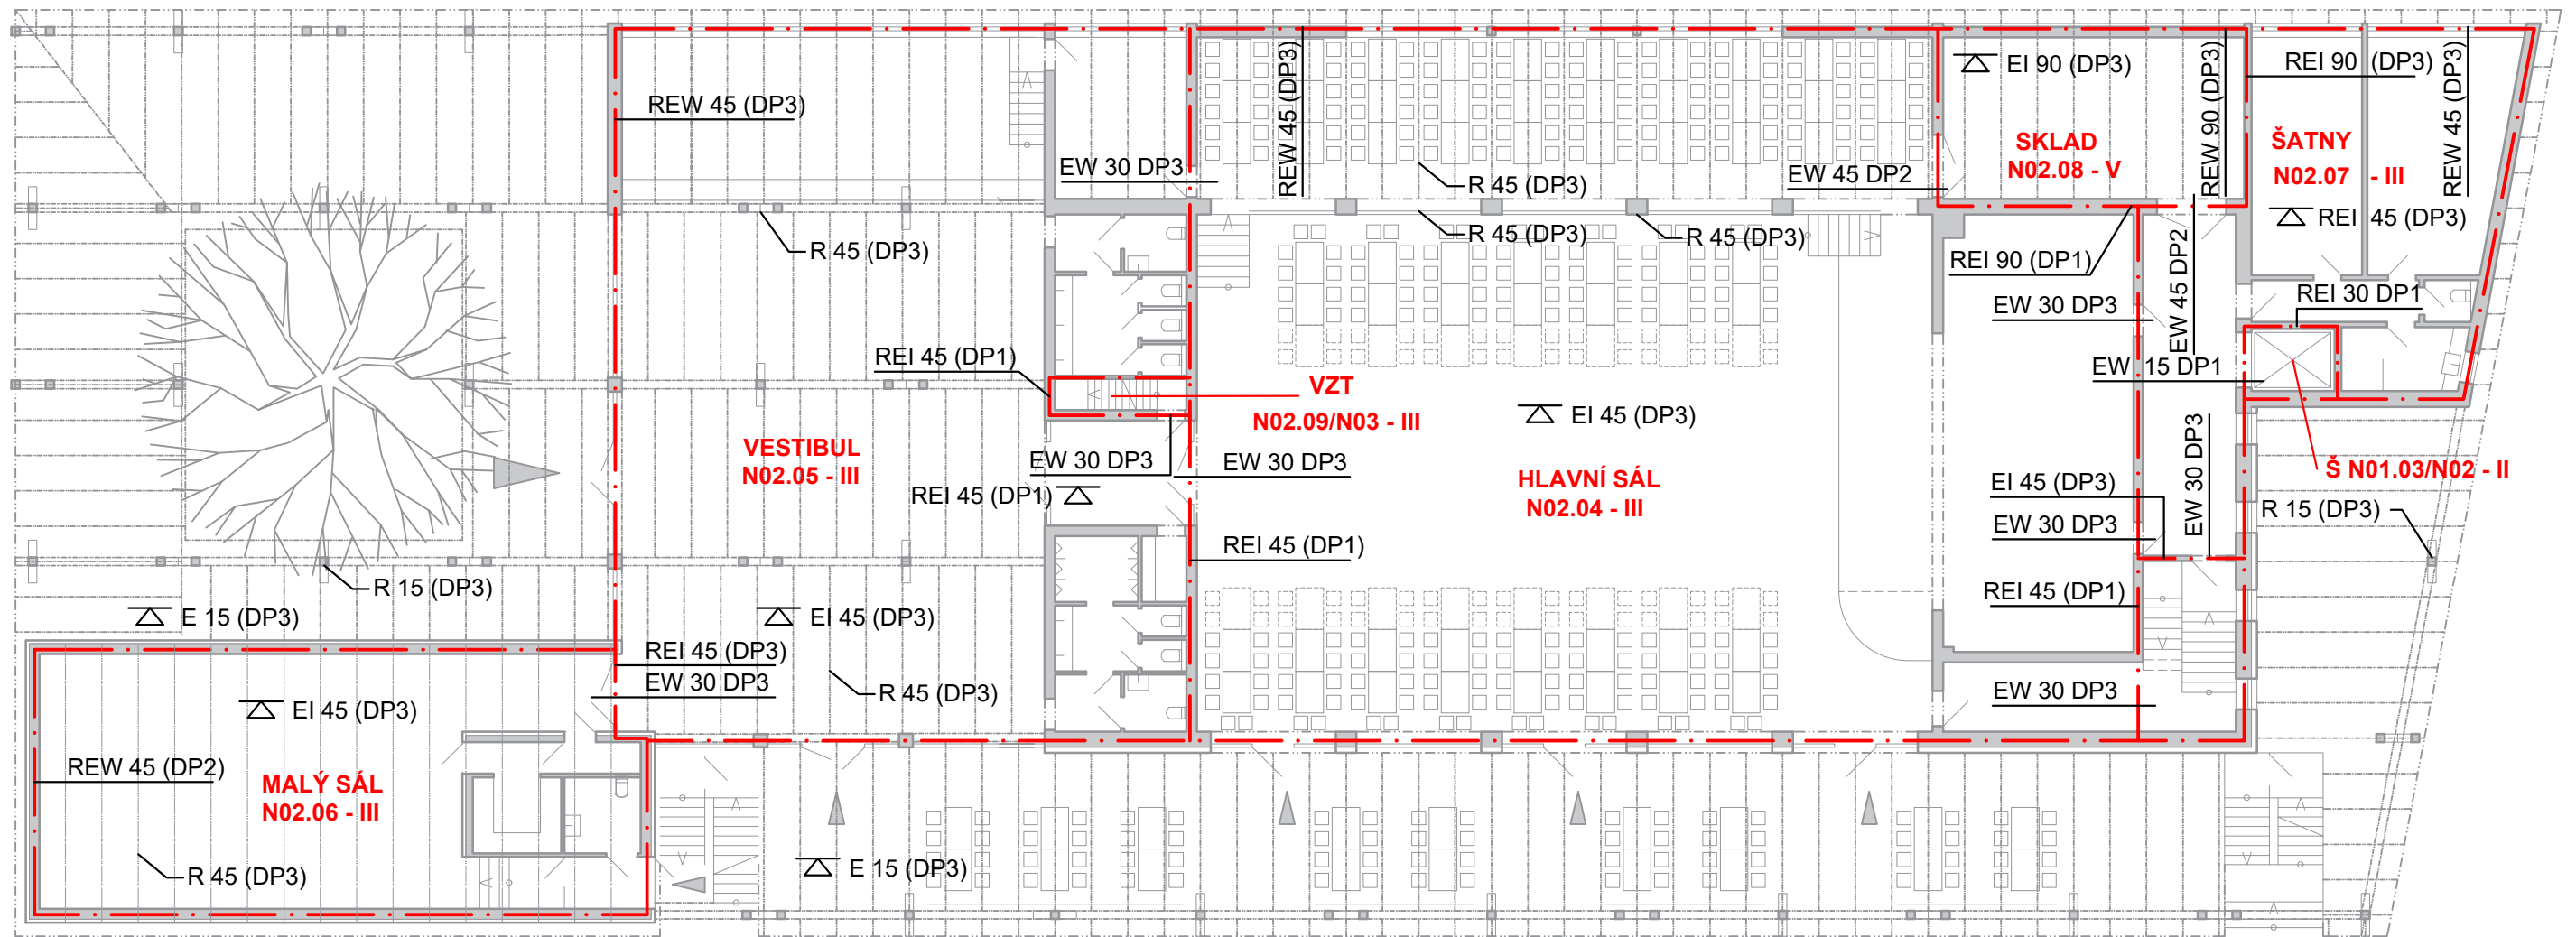 REW 45 (DP3)
EW 30 DP3
REW 45 (DP3)
R 45 (DP3)
R 45 (DP3)
R 45 (DP3)
R 45 (DP3)
EW 45 DP2
EI 90 (DP3)
SKLAD
N02.08 - V
REW 90 (DP3)
REI 90 (DP3)
ŠATNY
N02.07 - III
REI 45 (DP3)
REW 45 (DP3)
REI 90 (DP1)
EW 45 DP2
EW 30 DP3
REI 30 DP1
EW 15 DP1
REI 45 (DP1)
VZT
N02.09/N03 - III
EI 45 (DP3)
VESTIBUL
N02.05 - III
EW 30 DP3
EW 30 DP3
REI 45 (DP1)
HLAVNÍ SÁL
N02.04 - III
EI 45 (DP3)
EW 30 DP3
EW 30 DP3
Š N01.03/N02 - II
R 15 (DP3)
REI 45 (DP1)
REI 45 (DP1)
R 15 (DP3)
E 15 (DP3)
EI 45 (DP3)
REI 45 (DP3)
EW 30 DP3
R 45 (DP3)
EW 30 DP3
EI 45 (DP3)
REW 45 (DP2)
MALÝ SÁL
N02.06 - III
R 45 (DP3)
E 15 (DP3)